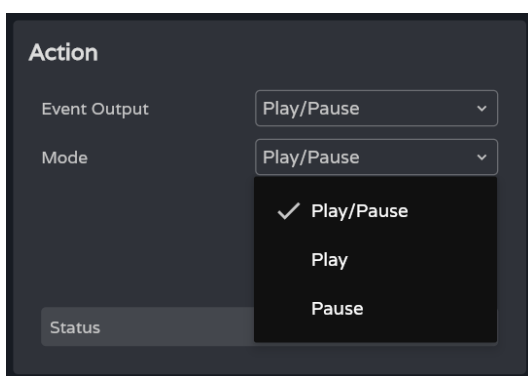 Action
Event Output Play/Pause
Mode Play/Pause
Play/Pause
Play
Pause
Status